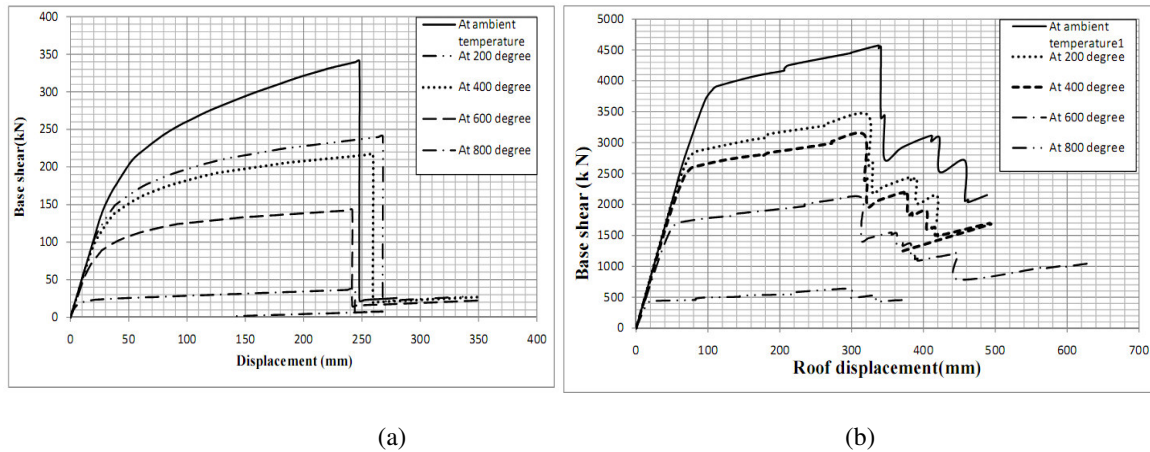 400
350
300
250
200
150
100
50
0
Base shear(kN)
0 50 100 150 200 250 300 350 400
Displacement (mm)
At ambient
temperature
At 200 degree
At 400 degree
At 600 degree
At 800 degree
(a)
5000
4500
4000
3500
3000
2500
2000
1500
1000
500
0
Base shear (k N)
0 100 200 300 400 500 600 700
Roof displacement(mm)
At ambient
temperature1
At 200 degree
At 400 degree
At 600 degree
At 800 degree
(b)